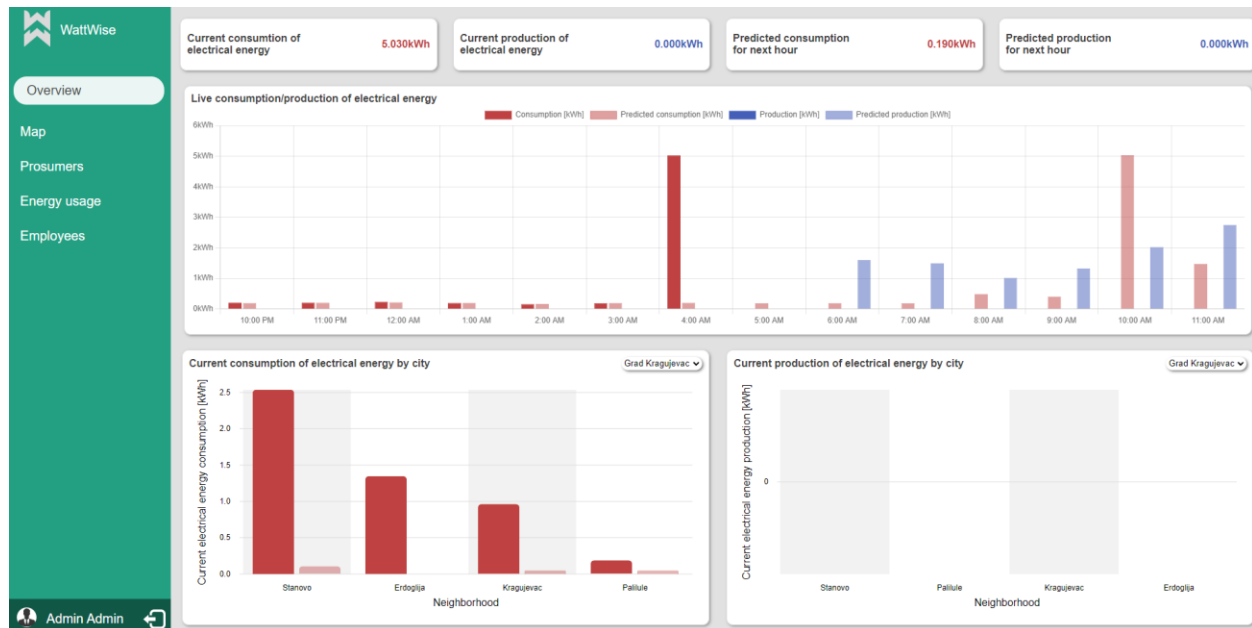 WattWise
Overview
Map
Prosumers
Energy usage
Employees
Admin Admin
Current consumtion of
electrical energy
5.030kWh
Current production of
electrical energy
0.000kWh
Predicted consumption
for next hour
0.190kWh
Predicted production
for next hour
0.000kWh
Live consumption/production of electrical energy
Consumption [kWh] Predicted consumption [kWh] Production [kWh] Predicted production [kWh]
6kWh
5kWh
4kWh
3kWh
2kWh
1kWh
0kWh
10:00 PM 11:00 PM 12:00 AM 1:00 AM 2:00 AM 3:00 AM 4:00 AM 5:00 AM 6:00 AM 7:00 AM 8:00 AM 9:00 AM 10:00 AM 11:00 AM
Current consumption of electrical energy by city
Grad Kragujevac
Current electrical energy consumption [kWh]
2.5
2.0
1.5
1.0
0.5
0.0
Stanovo Erdoglija Kragujevac Palilule
Neighborhood
Current production of electrical energy by city
Grad Kragujevac
Current electrical energy production [kWh]
0
Stanovo Palilule Kragujevac Erdoglija
Neighborhood